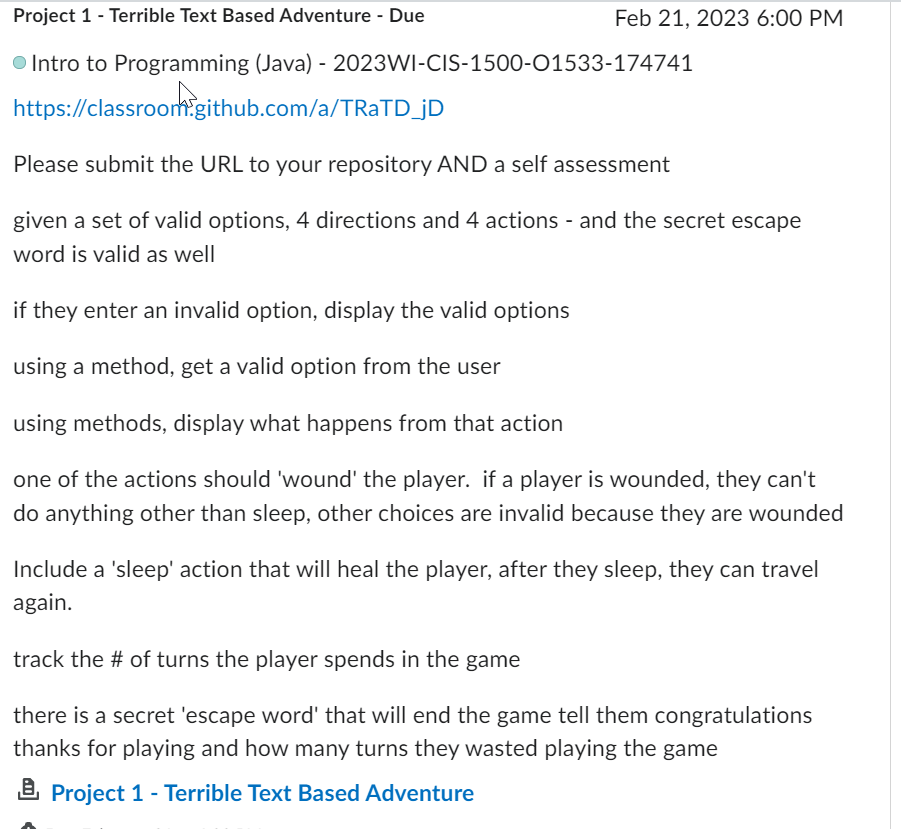 Project 1 - Terrible Text Based Adventure - Due
Feb 21, 2023 6:00 PM
Intro to Programming (Java) - 2023WI-CIS-1500-O1533-174741
https://classroom.github.com/a/TRaTD_jD
Please submit the URL to your repository AND a self assessment
given a set of valid options, 4 directions and 4 actions - and the secret escape
word is valid as well
if they enter an invalid option, display the valid options
using a method, get a valid option from the user
using methods, display what happens from that action
one of the actions should 'wound' the player.  if a player is wounded, they can't
do anything other than sleep, other choices are invalid because they are wounded
Include a 'sleep' action that will heal the player, after they sleep, they can travel
again.
track the # of turns the player spends in the game
there is a secret 'escape word' that will end the game tell them congratulations
thanks for playing and how many turns they wasted playing the game
Project 1 - Terrible Text Based Adventure